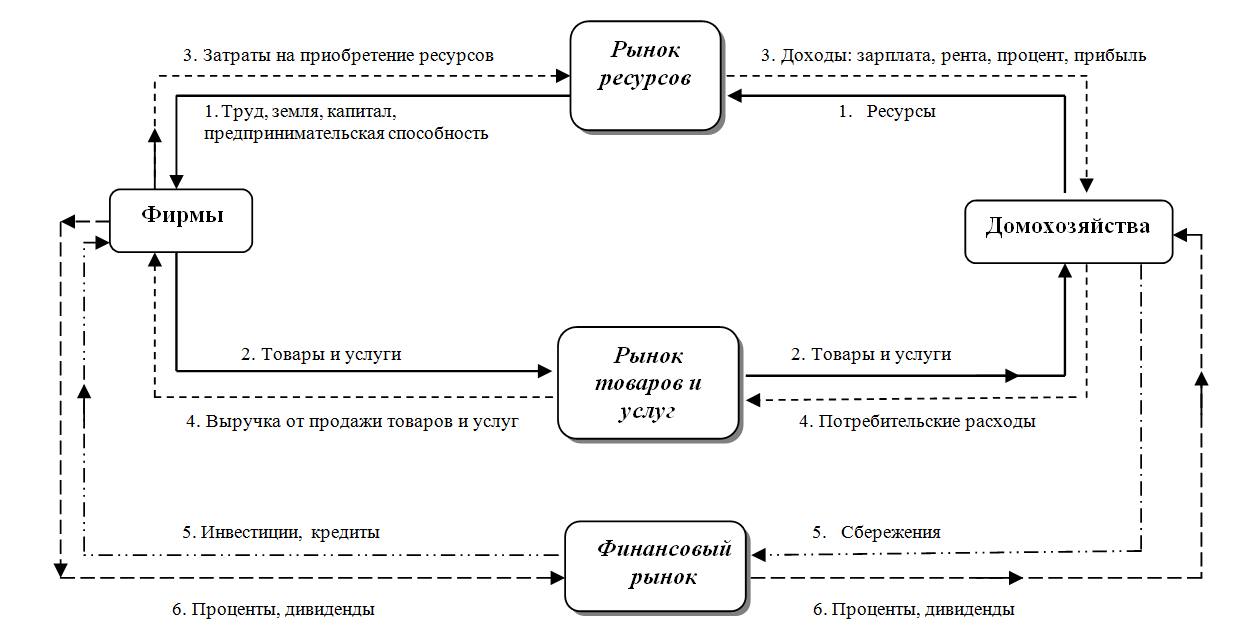 3. Затраты на приобретение ресурсов
Рынок
ресурсов
3. Доходы: зарплата, рента, процент, прибыль
1. Труд, земля, капитал,
предпринимательская способность
1. Ресурсы
Фирмы
Домохозяйства
2. Товары и услуги
Рынок
товаров и
услуг
2. Товары и услуги
4. Выручка от продажи товаров и услуг
4. Потребительские расходы
5. Инвестиции, кредиты
Финансовый
рынок
5. Сбережения
6. Проценты, дивиденды
6. Проценты, дивиденды